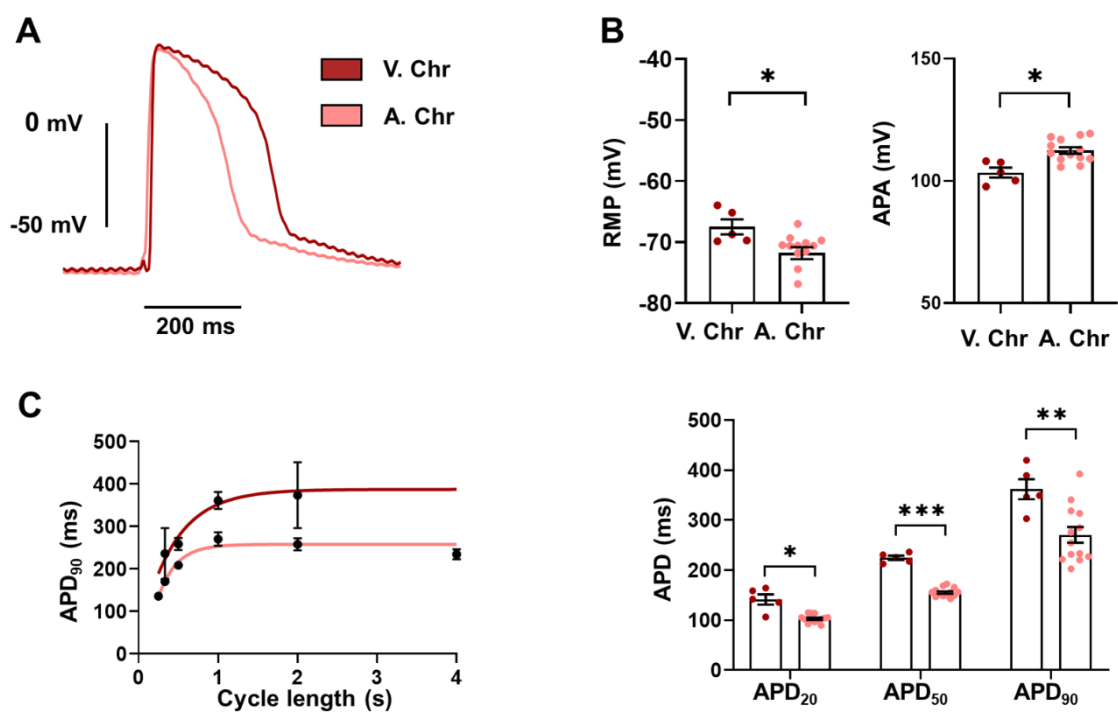 A
V. Chr
A. Chr
0 mV
-50 mV
200 ms
B
-40
-50
-60
-70
-80
RMP (mV)
*
V. Chr A. Chr
150
100
50
APA (mV)
*
V. Chr A. Chr
C
500
400
300
200
100
0
APD₉₀ (ms)
0 1 2 3 4
Cycle length (s)
500
400
300
200
100
0
APD (ms)
*
***
**
APD₂₀ APD₅₀ APD₉₀